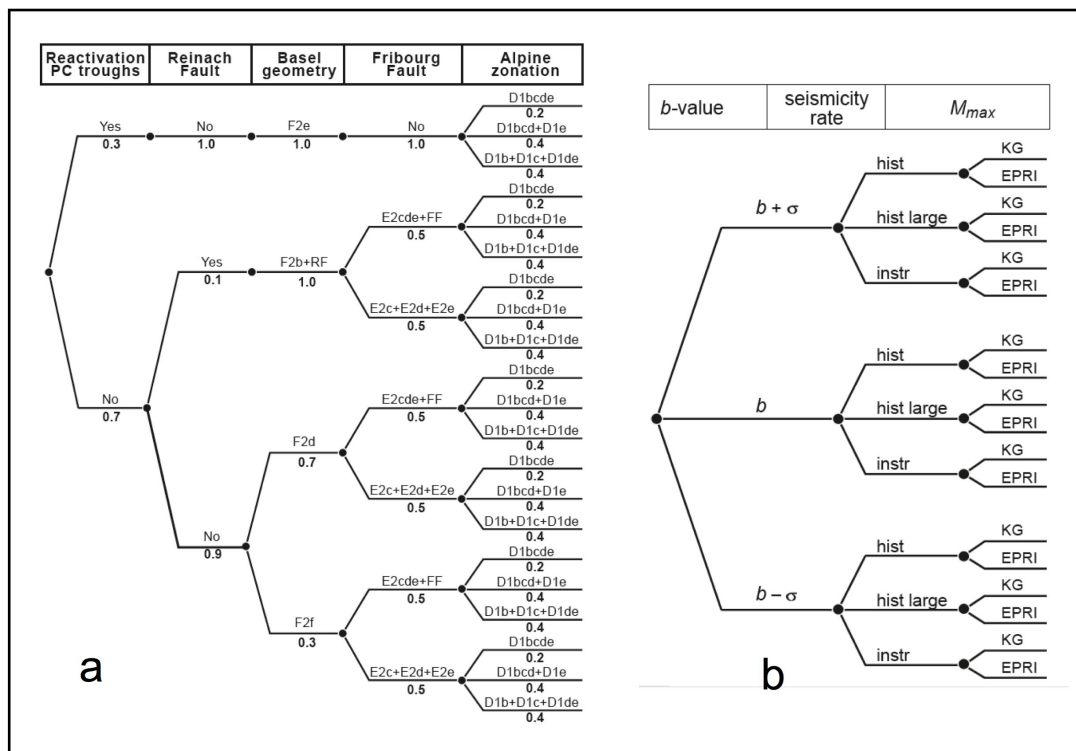 Reactivation PC troughs
Reinach Fault
Basel geometry
Fribourg Fault
Alpine zonation
Yes
0.3
No
1.0
F2e
1.0
No
1.0
D1bcde
0.2
D1bcd+D1e
0.4
D1b+D1c+D1de
0.4
No
0.7
Yes
0.1
F2b+RF
1.0
E2cde+FF
0.5
D1bcde
0.2
D1bcd+D1e
0.4
D1b+D1c+D1de
0.4
E2c+E2d+E2e
0.5
D1bcde
0.2
D1bcd+D1e
0.4
D1b+D1c+D1de
0.4
No
0.9
F2d
0.7
E2cde+FF
0.5
D1bcde
0.2
D1bcd+D1e
0.4
D1b+D1c+D1de
0.4
E2c+E2d+E2e
0.5
D1bcde
0.2
D1bcd+D1e
0.4
D1b+D1c+D1de
0.4
F2f
0.3
E2cde+FF
0.5
D1bcde
0.2
D1bcd+D1e
0.4
D1b+D1c+D1de
0.4
E2c+E2d+E2e
0.5
D1bcde
0.2
D1bcd+D1e
0.4
D1b+D1c+D1de
0.4
a
b-value
seismicity rate
Mmax
b + σ
hist
KG
EPRI
hist large
KG
EPRI
instr
KG
EPRI
b
hist
KG
EPRI
hist large
KG
EPRI
instr
KG
EPRI
b – σ
hist
KG
EPRI
hist large
KG
EPRI
instr
KG
EPRI
b